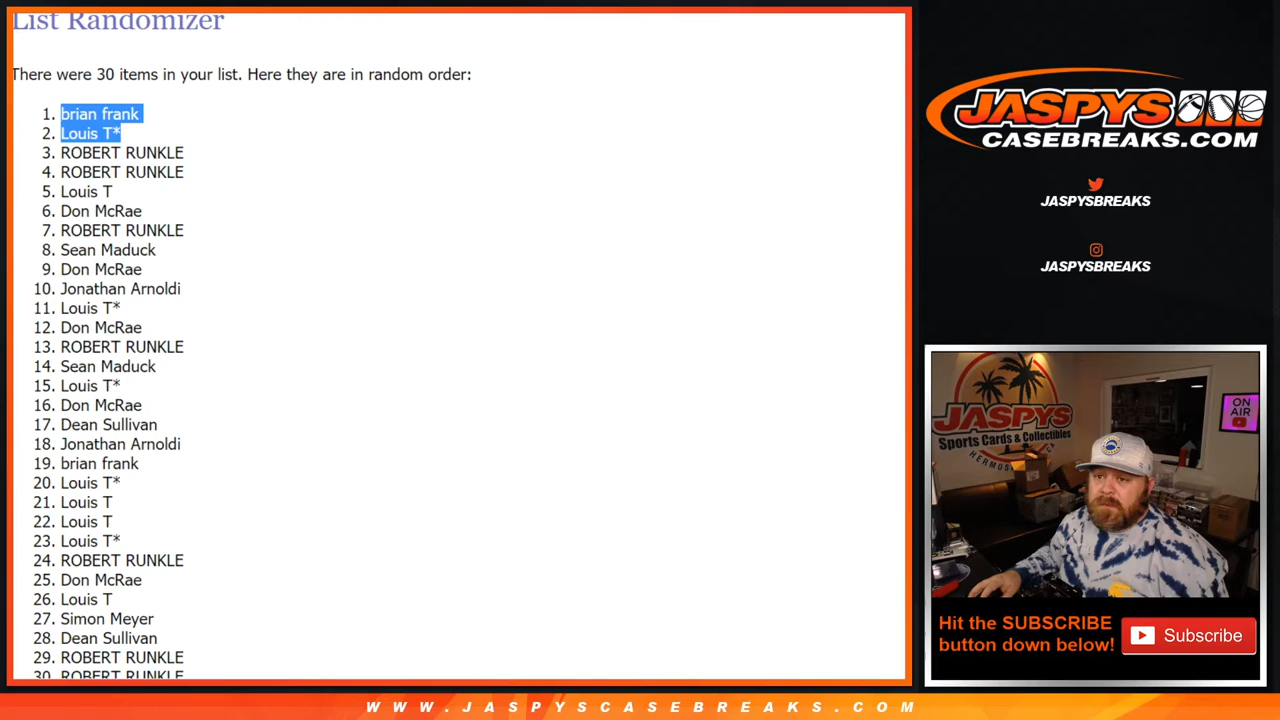 List Randomizer
There were 30 items in your list. Here they are in random order:
1. brian frank
2. Louis T*
3. ROBERT RUNKLE
4. ROBERT RUNKLE
5. Louis T
6. Don McRae
7. ROBERT RUNKLE
8. Sean Maduck
9. Don McRae
10. Jonathan Arnoldi
11. Louis T*
12. Don McRae
13. ROBERT RUNKLE
14. Sean Maduck
15. Louis T*
16. Don McRae
17. Dean Sullivan
18. Jonathan Arnoldi
19. brian frank
20. Louis T*
21. Louis T
22. Louis T
23. Louis T*
24. ROBERT RUNKLE
25. Don McRae
26. Louis T
27. Simon Meyer
28. Dean Sullivan
29. ROBERT RUNKLE
30. ROBERT RUNKLE
JASPYS
CASEBREAKS.COM
JASPYSBREAKS
JASPYSBREAKS
JASPYS
Sports Cards & Collectibles
ON
AIR
Hit the SUBSCRIBE
button down below!
Subscribe
WWW.JASPYSCASEBREAKS.COM